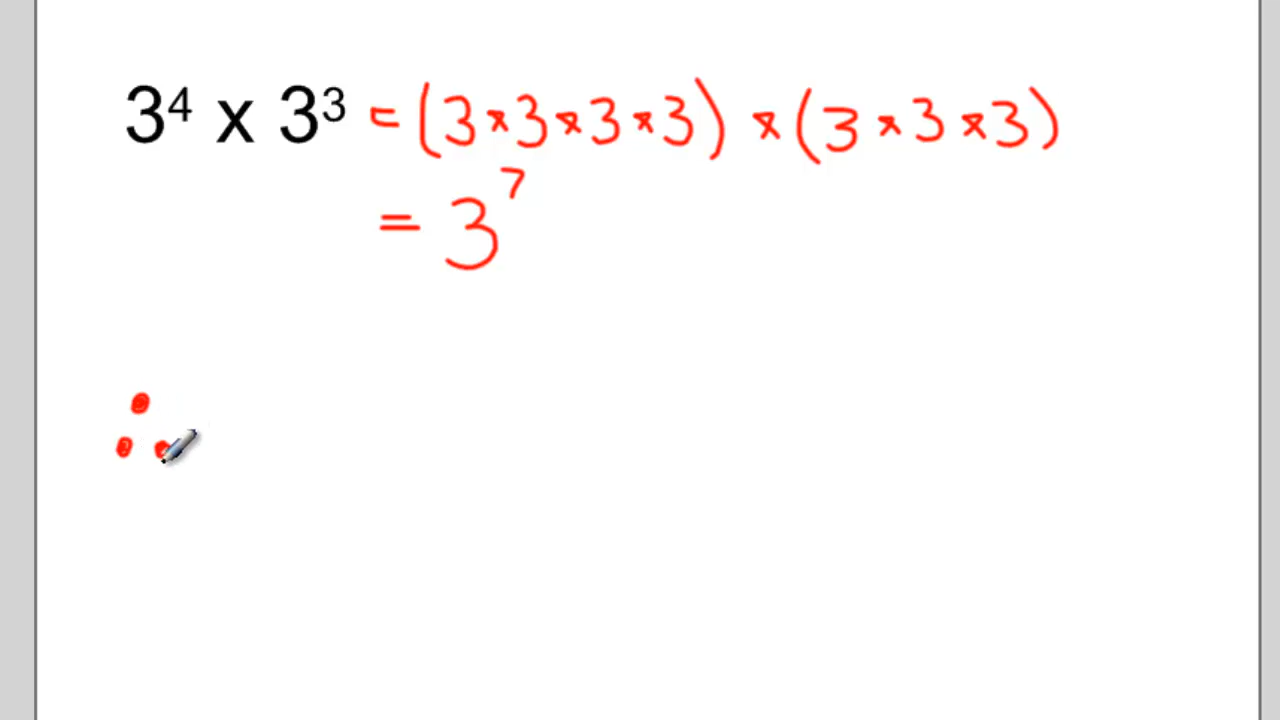 3⁴ x 3³ = (3 × 3 × 3 × 3) × (3 × 3 × 3)
= 3⁷
∴